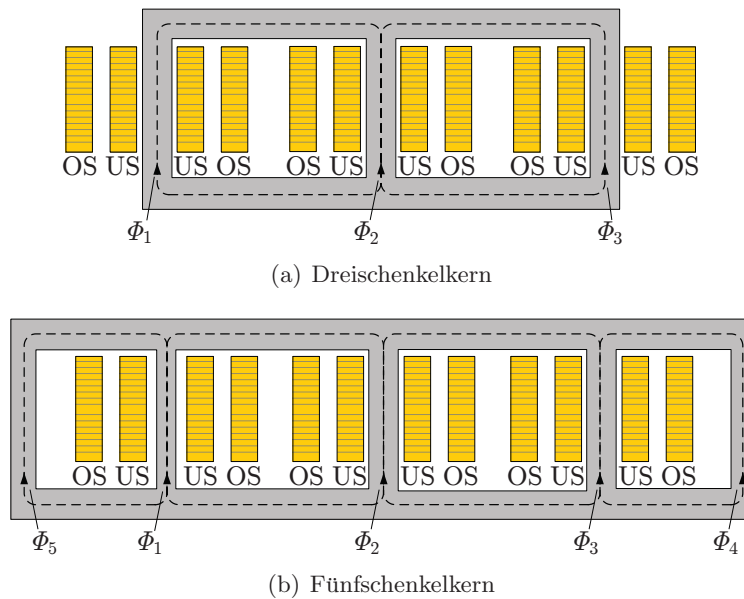 OS US US OS OS US US OS OS US US OS
Φ1 Φ2 Φ3
(a) Dreischenkelkern
OS US US OS OS US US OS OS US US OS
Φ5 Φ1 Φ2 Φ3 Φ4
(b) Fünfschenkelkern